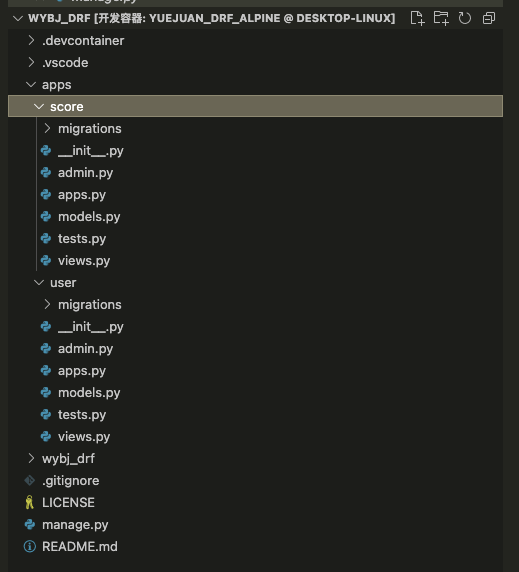 WYBJ_DRF [开发容器: YUEJUAN_DRF_ALPINE @ DESKTOP-LINUX]
.devcontainer
.vscode
apps
score
migrations
__init__.py
admin.py
apps.py
models.py
tests.py
views.py
user
migrations
__init__.py
admin.py
apps.py
models.py
tests.py
views.py
wybj_drf
.gitignore
LICENSE
manage.py
README.md